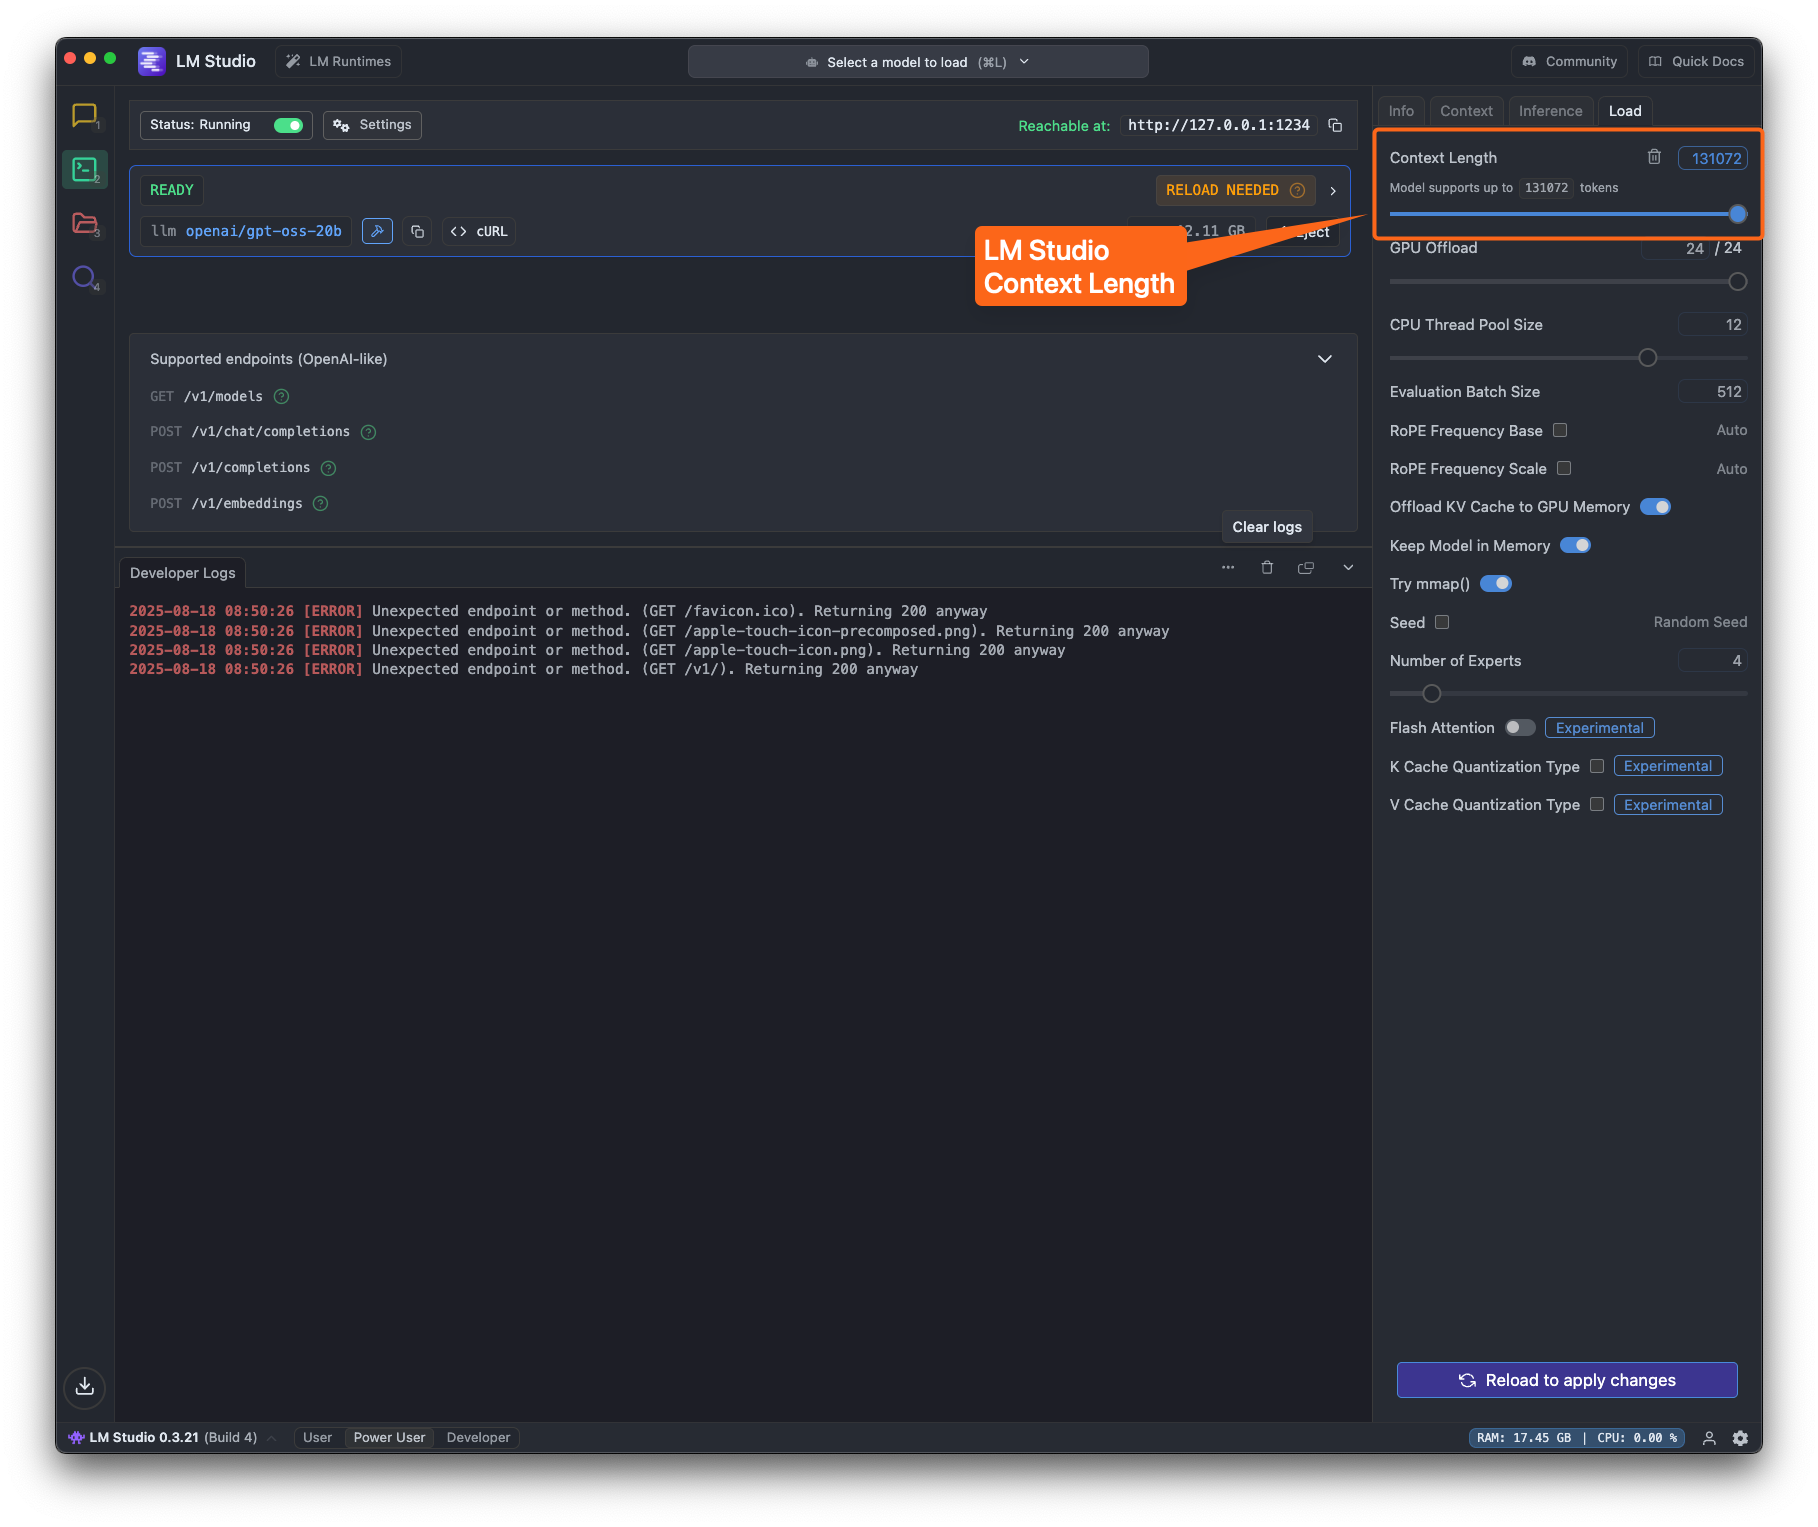 LM Studio
LM Runtimes
Select a model to load (⌘L)
Community
Quick Docs
1
2
3
4
Status: Running
Settings
Reachable at: http://127.0.0.1:1234
READY
RELOAD NEEDED
llm openai/gpt-oss-20b
cURL
2.11 GB
Eject
LM Studio
Context Length
Supported endpoints (OpenAI-like)
GET /v1/models
POST /v1/chat/completions
POST /v1/completions
POST /v1/embeddings
Clear logs
Developer Logs
2025-08-18 08:50:26 [ERROR] Unexpected endpoint or method. (GET /favicon.ico). Returning 200 anyway
2025-08-18 08:50:26 [ERROR] Unexpected endpoint or method. (GET /apple-touch-icon-precomposed.png). Returning 200 anyway
2025-08-18 08:50:26 [ERROR] Unexpected endpoint or method. (GET /apple-touch-icon.png). Returning 200 anyway
2025-08-18 08:50:26 [ERROR] Unexpected endpoint or method. (GET /v1/). Returning 200 anyway
Info Context Inference Load
Context Length 131072
Model supports up to 131072 tokens
GPU Offload 24 / 24
CPU Thread Pool Size 12
Evaluation Batch Size 512
RoPE Frequency Base Auto
RoPE Frequency Scale Auto
Offload KV Cache to GPU Memory
Keep Model in Memory
Try mmap()
Seed Random Seed
Number of Experts 4
Flash Attention Experimental
K Cache Quantization Type Experimental
V Cache Quantization Type Experimental
Reload to apply changes
LM Studio 0.3.21 (Build 4)
User Power User Developer
RAM: 17.45 GB | CPU: 0.00 %